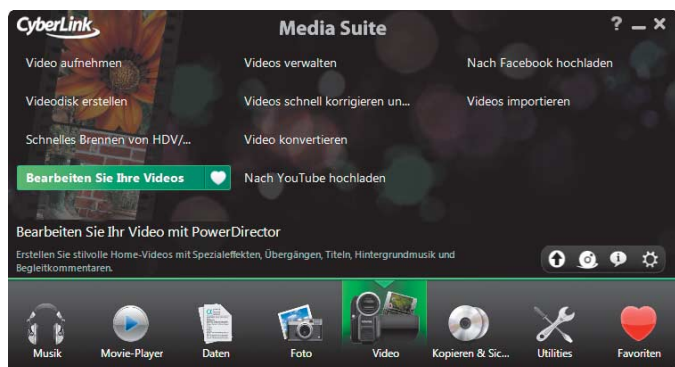 CyberLink
Media Suite
? _ ×
Video aufnehmen
Videos verwalten
Nach Facebook hochladen
Videodisk erstellen
Videos schnell korrigieren un...
Videos importieren
Schnelles Brennen von HDV/...
Video konvertieren
Bearbeiten Sie Ihre Videos
Nach YouTube hochladen
Bearbeiten Sie Ihr Video mit PowerDirector
Erstellen Sie stilvolle Home-Videos mit Spezialeffekten, Übergängen, Titeln, Hintergrundmusik und
Begleitkommentaren.
Musik
Movie-Player
Daten
Foto
Video
Kopieren & Sic...
Utilities
Favoriten